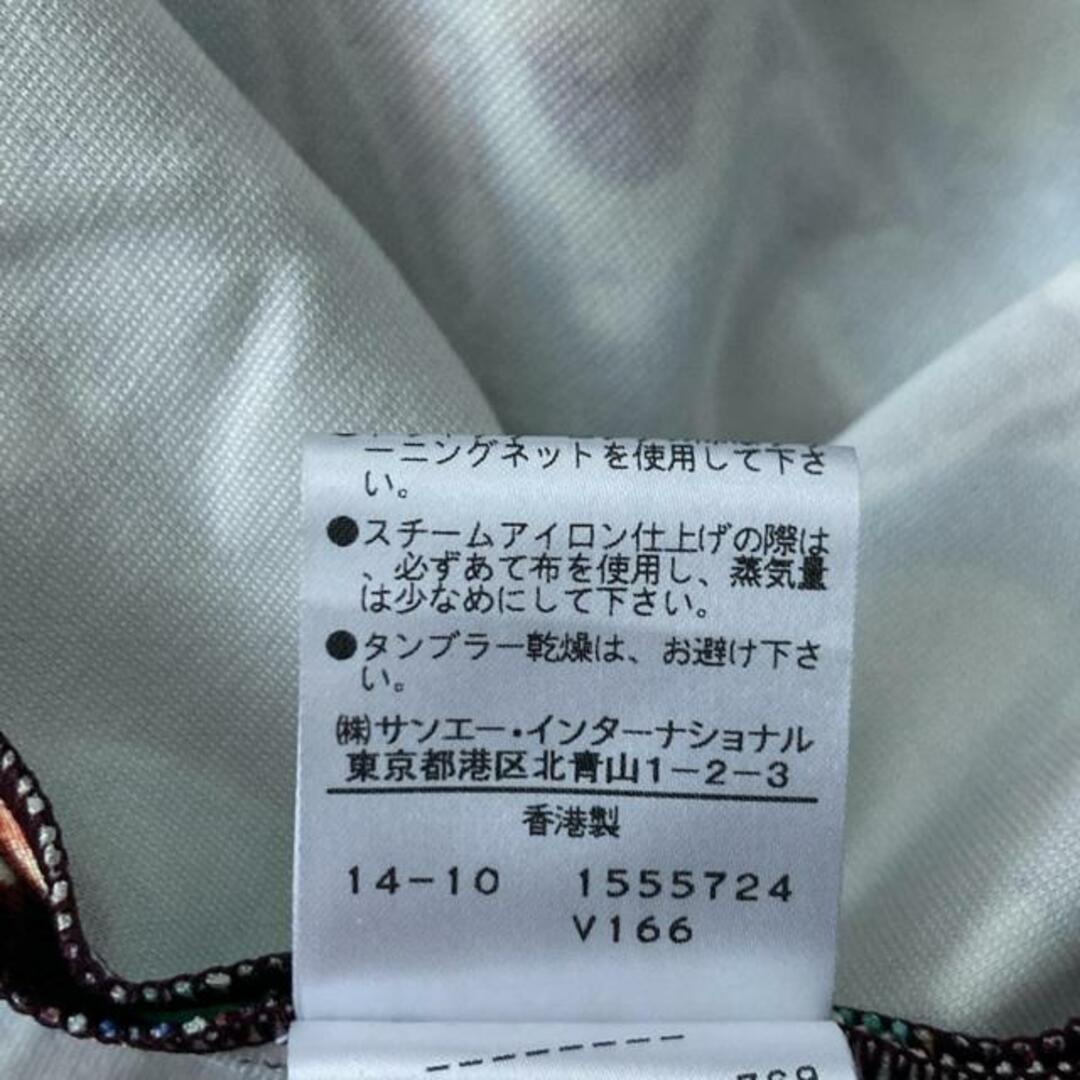 ーニングネットを使用して下さ
い。
●スチームアイロン仕上げの際は
、必ずあて布を使用し、蒸気量
は少なめにして下さい。
●タンブラー乾燥は、お避け下さ
い。
㈱サンエー・インターナショナル
東京都港区北青山1-2-3
香港製
14-10 1555724
V166